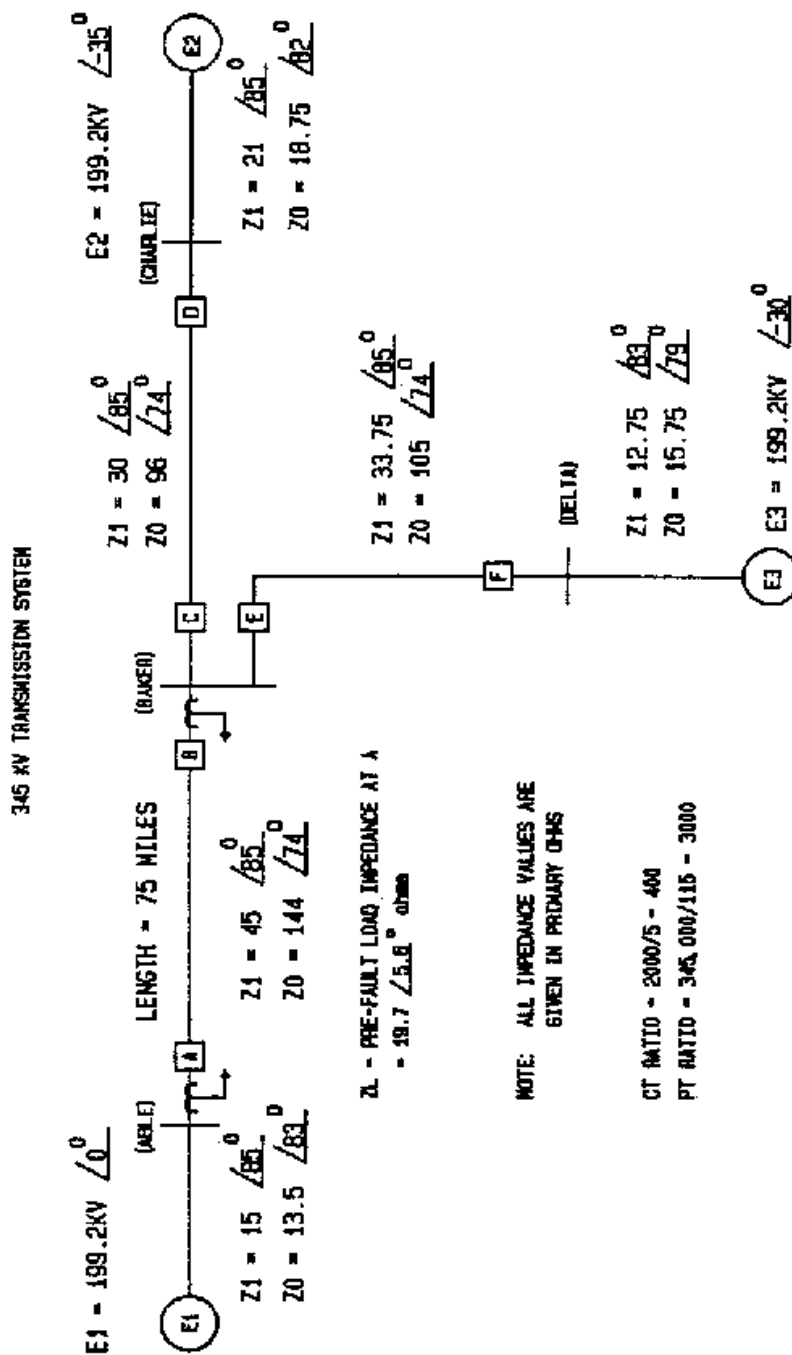 345 KV TRANSMISSION SYSTEM
E1 = 199.2KV /0°
E2 = 199.2KV /-35°
(ABLE)
LENGTH = 75 MILES
(BAKER)
(CHARLIE)
E1
A
B
C
D
E2
Z1 = 15 /85°
Z0 = 13.5 /83°
Z1 = 45 /85°
Z0 = 144 /74°
Z1 = 30 /85°
Z0 = 96 /74°
Z1 = 21 /85°
Z0 = 18.75 /82°
E
ZL - PRE-FAULT LOAD IMPEDANCE AT A
= 19.7 /5.6° ohms
Z1 = 33.75 /85°
Z0 = 105 /74°
F
NOTE: ALL IMPEDANCE VALUES ARE
GIVEN IN PRIMARY OHMS
(DELTA)
Z1 = 12.75 /83°
Z0 = 15.75 /79°
CT RATIO - 2000/5 - 400
PT RATIO - 345,000/115 - 3000
E3
E3 = 199.2KV /-30°